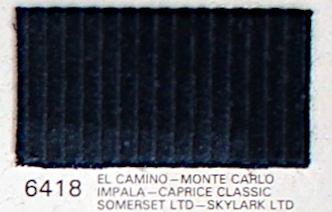 6418 EL CAMINO–MONTE CARLO
IMPALA–CAPRICE CLASSIC
SOMERSET LTD–SKYLARK LTD